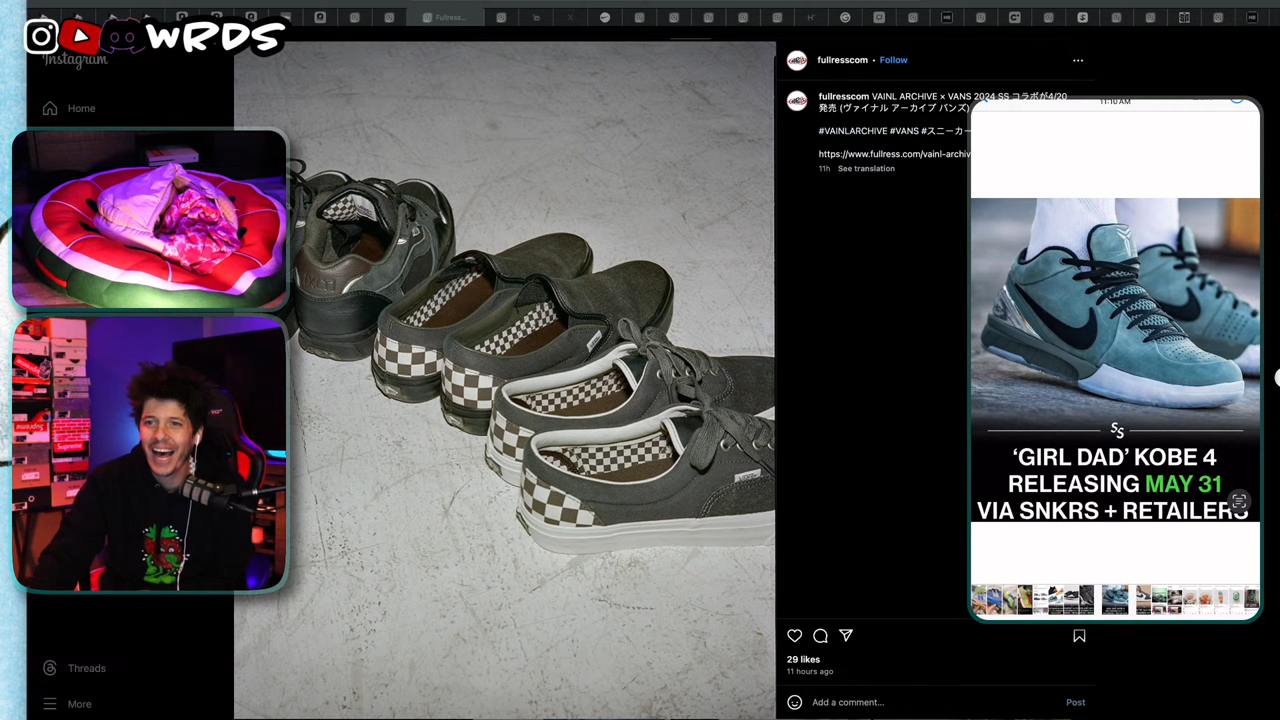 WRDS
Instagram
Home
Threads
More
Fullress...
fullresscom • Follow
fullresscom VAINL ARCHIVE × VANS 2024 SS コラボが4/20
発売 (ヴァイナル アーカイブ バンズ)
#VAINLARCHIVE #VANS #スニーカー
https://www.fullress.com/vainl-archiv
11h See translation
29 likes
11 hours ago
Add a comment...
Post
11:10 AM
'GIRL DAD' KOBE 4
RELEASING MAY 31
VIA SNKRS + RETAILERS
Supreme
Supreme